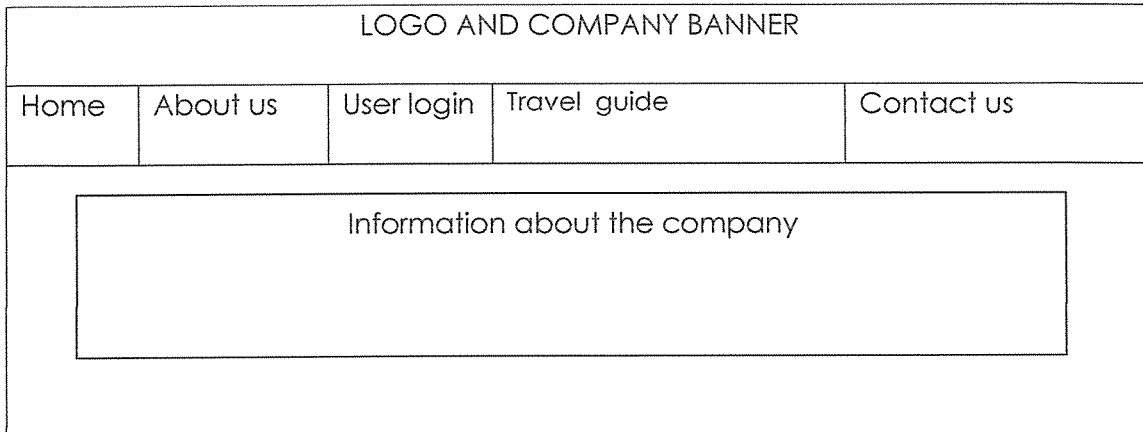 LOGO AND COMPANY BANNER
Home About us User login Travel guide Contact us
Information about the company